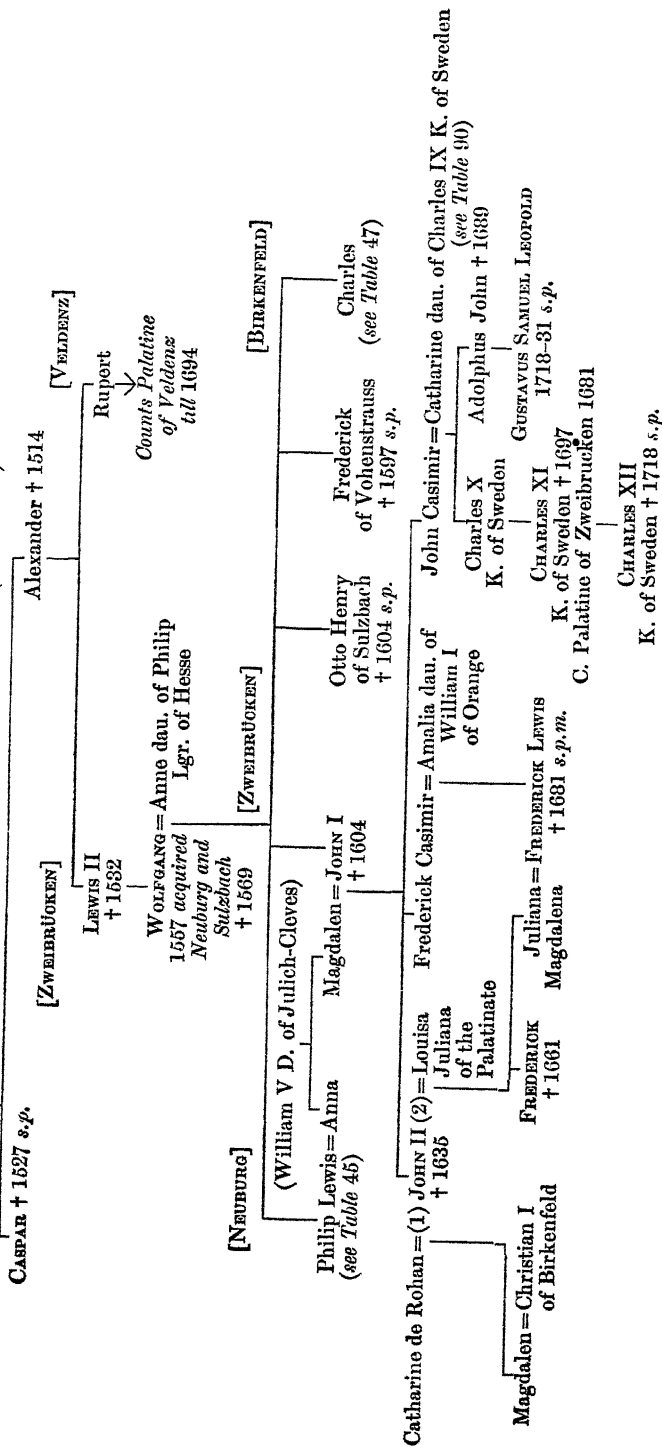 CASPAR † 1527 s.p.
Alexander † 1514
[ZWEIBRÜCKEN]
[VELDENZ]
LEWIS II
† 1532
Rupert
Counts Palatine
of Veldenz
till 1694
WOLFGANG=Anne dau. of Philip
1557 acquired Lgr. of Hesse
Neuburg and
Sulzbach
† 1569
[NEUBURG]
[ZWEIBRÜCKEN]
[BIRKENFELD]
(William V D. of Julich-Cleves)
Philip Lewis=Anna
(see Table 45)
Magdalen=JOHN I
† 1604
Otto Henry
of Sulzbach
† 1604 s.p.
Frederick
of Vohenstrauss
† 1597 s.p.
Charles
(see Table 47)
Catharine de Rohan=(1) JOHN II (2)=Louisa
† 1635
Juliana
of the
Palatinate
Frederick Casimir=Amalia dau. of
William I
of Orange
John Casimir=Catharine dau. of Charles IX K. of Sweden
(see Table 90)
Magdalen=Christian I
of Birkenfeld
FREDERICK
† 1661
Juliana=FREDERICK LEWIS
Magdalena † 1681 s.p.m.
Charles X
K. of Sweden
Adolphus John † 1689
CHARLES XI
K. of Sweden † 1697
C. Palatine of Zweibrucken 1681
GUSTAVUS SAMUEL LEOPOLD
1718–31 s.p.
CHARLES XII
K. of Sweden † 1718 s.p.